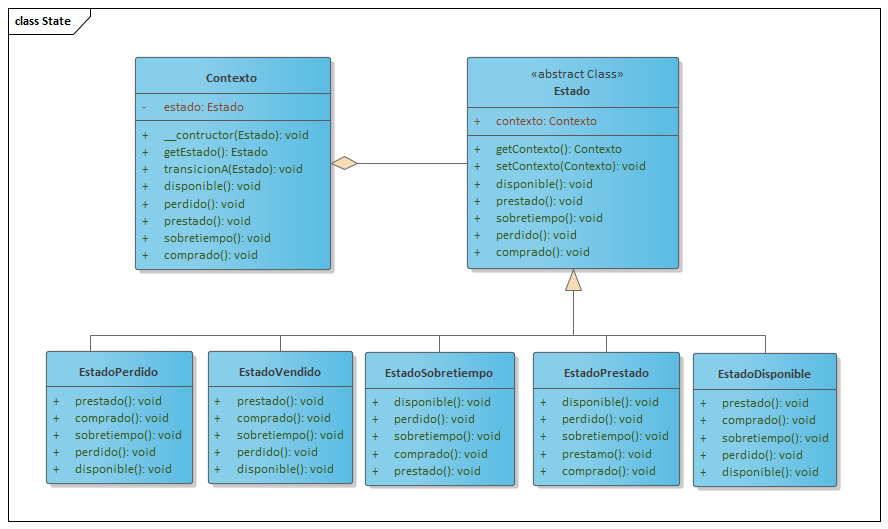 class State
Contexto
- estado: Estado
+ __contructor(Estado): void
+ getEstado(): Estado
+ transicionA(Estado): void
+ disponible(): void
+ perdido(): void
+ prestado(): void
+ sobretiempo(): void
+ comprado(): void
«abstract Class»
Estado
+ contexto: Contexto
+ getContexto(): Contexto
+ setContexto(Contexto): void
+ disponible(): void
+ prestado(): void
+ sobretiempo(): void
+ perdido(): void
+ comprado(): void
EstadoPerdido
+ prestado(): void
+ comprado(): void
+ sobretiempo(): void
+ perdido(): void
+ disponible(): void
EstadoVendido
+ prestado(): void
+ comprado(): void
+ sobretiempo(): void
+ perdido(): void
+ disponible(): void
EstadoSobretiempo
+ disponible(): void
+ perdido(): void
+ sobretiempo(): void
+ comprado(): void
+ prestado(): void
EstadoPrestado
+ disponible(): void
+ perdido(): void
+ sobretiempo(): void
+ prestamo(): void
+ comprado(): void
EstadoDisponible
+ prestado(): void
+ comprado(): void
+ sobretiempo(): void
+ perdido(): void
+ disponible(): void